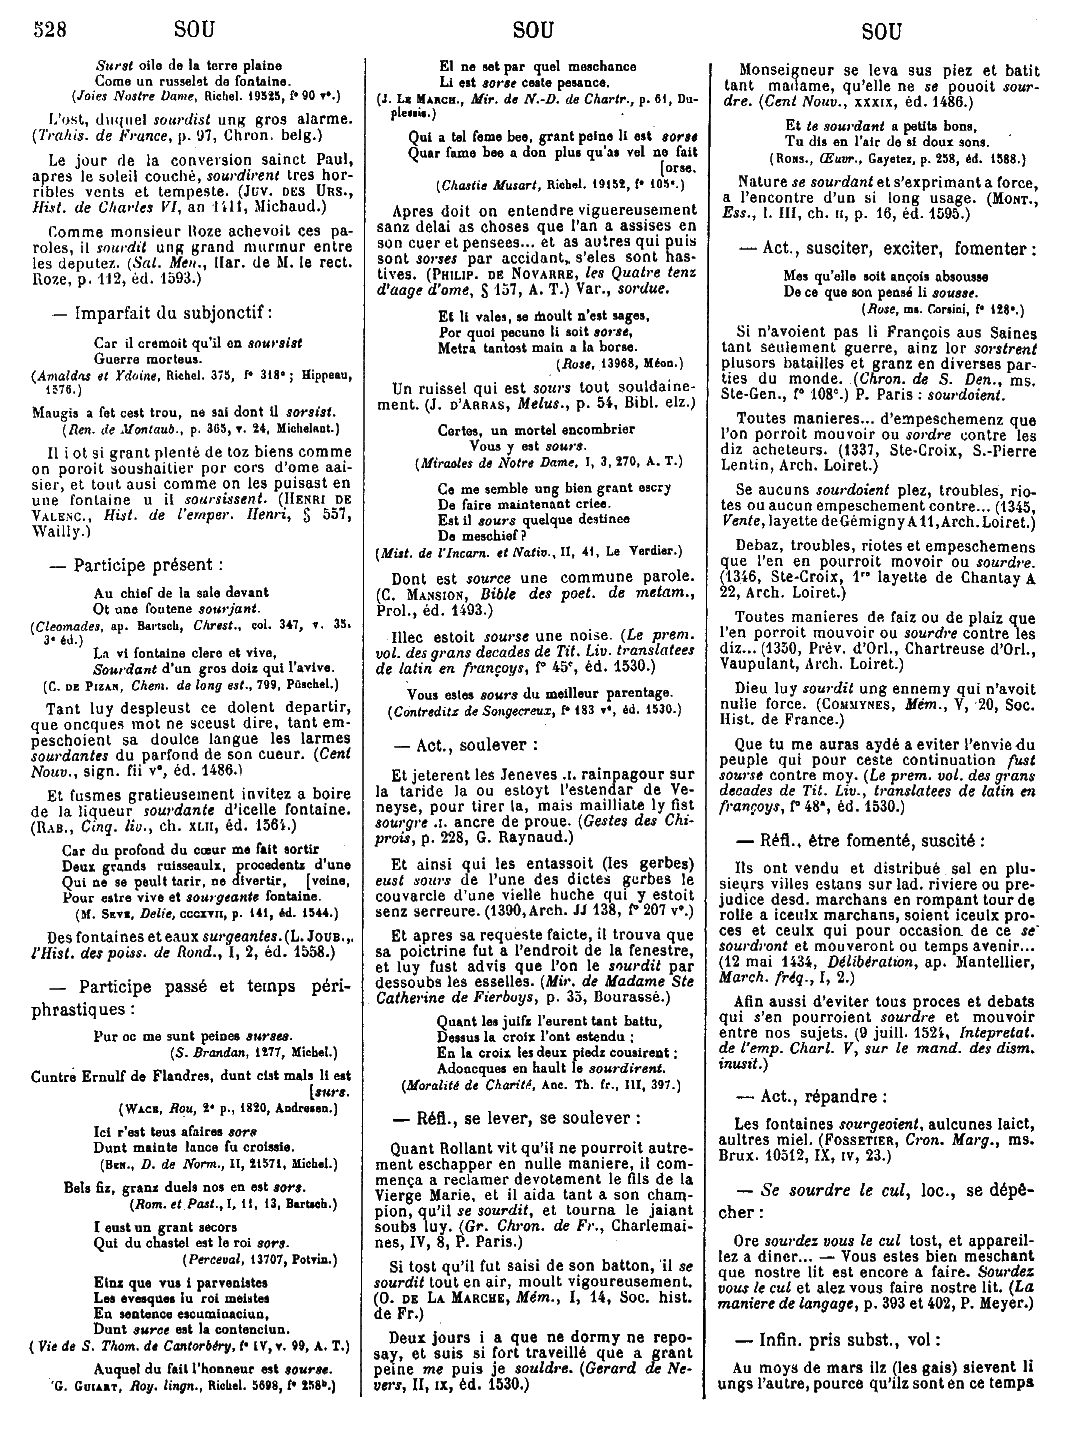 528 SOU SOU SOU
Surst oile de la terre plaine
Come un russelet de fontaine.
(Joies Nostre Dame, Richel. 19525, f° 90 v°.)
L'ost, duquel sourdist ung gros alarme.
(Trahis. de France, p. 97, Chron. belg.)
Le jour de la conversion sainct Paul,
apres le soleil couché, sourdirent tres hor-
ribles vents et tempeste. (JUV. DES URS.,
Hist. de Charles VI, an 1411, Michaud.)
Comme monsieur Roze achevoit ces pa-
roles, il sourdit ung grand murmur entre
les deputez. (Sat. Men., Har. de M. le rect.
Roze, p. 112, éd. 1593.)
— Imparfait du subjonctif :
Car il cremoit qu'il en soursist
Guerre morteus.
(Amaldas et Ydoine, Richel. 375, f° 318° ; Hippeau,
1576.)
Maugis a fet cest trou, ne sai dont il sorsist.
(Ren. de Montaub., p. 365, v. 24, Michelant.)
Il i ot si grant plenté de toz biens comme
on poroit soushaitier por cors d'ome aai-
sier, et tout ausi comme on les puisast en
une fontaine u il soursissent. (HENRI DE
VALENC., Hist. de l'emper. Henri, § 557,
Wailly.)
— Participe présent :
Au chief de la sale devant
Ot une fontene sourjant.
(Cleomades, ap. Bartsch, Chrest., col. 347, v. 35,
3° éd.)
La vi fontaine clere et vive,
Sourdant d'un gros doiz qui l'avive.
(C. DE PIZAN, Chem. de long est., 799, Püschel.)
Tant luy despleust ce dolent departir,
que oncques mot ne sceust dire, tant em-
peschoient sa doulce langue les larmes
sourdantes du parfond de son cueur. (Cent
Nouv., sign. fii v°, éd. 1486.)
Et fusmes gratieusement invitez a boire
de la liqueur sourdante d'icelle fontaine.
(RAB., Cinq. liv., ch. XLII, éd. 1564.)
Car du profond du cœur me fait sortir
Deux grands ruisseaulx, procedentz d'une
Qui ne se peult tarir, ne divertir, [veine,
Pour estre vive et sourgeante fontaine.
(M. SEVE, Delie, CCCXVII, p. 141, éd. 1544.)
Des fontaines et eaux surgeantes. (L. JOUB.,
l'Hist. des poiss. de Rond., I, 2, éd. 1558.)
— Participe passé et temps péri-
phrastiques :
Pur oc me sunt peines surses.
(S. Brandan, 1277, Michel.)
Cuntre Ernulf de Flandres, dunt cist mals li est
[surs.
(WACE, Rou, 2° p., 1820, Andresen.)
Ici r'est teus afaires sors
Dunt mainte lance fu croissie.
(BEN., D. de Norm., II, 21571, Michel.)
Bels fiz, granz duels nos en est sors.
(Rom. et Past., I, 11, 13, Bartsch.)
I eust un grant secors
Qui du chastel est le roi sors.
(Perceval, 13707, Potvin.)
Einz que vus i parvenistes
Les evesques lu roi meistes
En sentence escuminaciun,
Dunt surce est la contenciun.
(Vie de S. Thom. de Cantorbéry, f° IV, v. 99, A. T.)
Auquel du fait l'honneur est sourse.
G. GUIART, Roy. lingn., Richel. 5698, f° 258b.)
El ne set par quel meschance
Li est sorse ceste pesance.
(J. LE MARCH., Mir. de N.-D. de Chartr., p. 61, Du-
plessis.)
Qui a tel feme bee, grant peine li est sorse
Quar fame bee a don plus qu'as vel ne fait
[orse.
(Chastie Musart, Richel. 19152, f° 105°.)
Apres doit on entendre viguereusement
sanz delai as choses que l'an a assises en
son cuer et pensees... et as autres qui puis
sont sorses par accidant, s'eles sont has-
tives. (PHILIP. DE NOVARRE, les Quatre tenz
d'aage d'ome, § 157, A. T.) Var., sordue.
Et li vales, se moult n'est sages,
Por quoi pecune li soit sorse,
Metra tantost main a la borse.
(Rose, 13968, Méon.)
Un ruissel qui est sours tout souldaine-
ment. (J. D'ARRAS, Melus., p. 54, Bibl. elz.)
Certes, un mortel encombrier
Vous y est sours.
(Miracles de Notre Dame, I, 3, 270, A. T.)
Ce me semble ung bien grant escry
De faire maintenant criee.
Est il sours quelque destinee
De meschief ?
(Mist. de l'Incarn. et Nativ., II, 41, Le Verdier.)
Dont est source une commune parole.
(C. MANSION, Bible des poet. de metam.,
Prol., éd. 1493.)
Illec estoit sourse une noise. (Le prem.
vol. des grans decades de Tit. Liv. translatees
de latin en françoys, f° 45c, éd. 1530.)
Vous estes sours du meilleur parentage.
(Contreditz de Songecreux, f° 183 v°, éd. 1530.)
— Act., soulever :
Et jeterent les Jeneves .I. rainpagour sur
la taride la ou estoyt l'estendar de Ve-
neyse, pour tirer la, mais mailliate ly fist
sourgre .I. ancre de proue. (Gestes des Chi-
prois, p. 228, G. Raynaud.)
Et ainsi qui les entassoit (les gerbes)
eust sours de l'une des dictes gerbes le
couvarcle d'une vielle huche qui y estoit
senz serreure. (1390, Arch. JJ 138, f° 207 v°.)
Et apres sa requeste faicte, il trouva que
sa poictrine fut a l'endroit de la fenestre,
et luy fust advis que l'on le sourdit par
dessoubs les esselles. (Mir. de Madame Ste
Catherine de Fierboys, p. 35, Bourassé.)
Quant les juifz l'eurent tant battu,
Dessus la croix l'ont estendu ;
En la croix les deux piedz cousirent ;
Adoncques en hault le sourdirent.
(Moralité de Charité, Anc. Th. fr., III, 397.)
— Réfl., se lever, se soulever :
Quant Rollant vit qu'il ne pourroit autre-
ment eschapper en nulle maniere, il com-
mença a reclamer devotement le fils de la
Vierge Marie, et il aida tant a son cham-
pion, qu'il se sourdit, et tourna le jaiant
soubs luy. (Gr. Chron. de Fr., Charlemai-
nes, IV, 8, P. Paris.)
Si tost qu'il fut saisi de son batton, il se
sourdit tout en air, moult vigoureusement.
(O. DE LA MARCHE, Mém., I, 14, Soc. hist.
de Fr.)
Deux jours i a que ne dormy ne repo-
say, et suis si fort traveillé que a grant
peine me puis je souldre. (Gerard de Ne-
vers, II, IX, éd. 1530.)
Monseigneur se leva sus piez et batit
tant madame, qu'elle ne se pouoit sour-
dre. (Cent Nouv., XXXIX, éd. 1486.)
Et te sourdant a petits bons,
Tu dis en l'air de si doux sons.
(RONS., Œuvr., Gayetez, p. 258, éd. 1588.)
Nature se sourdant et s'exprimant a force,
a l'encontre d'un si long usage. (MONT.,
Ess., l. III, ch. II, p. 16, éd. 1595.)
— Act., susciter, exciter, fomenter :
Mes qu'elle soit ançois absousse
De ce que son pensé li sousse.
(Rose, ms. Corsini, f° 128°.)
Si n'avoient pas li François aus Saines
tant seulement guerre, ainz lor sorstrent
plusors batailles et granz en diverses par-
ties du monde. (Chron. de S. Den., ms.
Ste-Gen., f° 108c.) P. Paris : sourdoient.
Toutes manieres... d'empeschemenz que
l'on porroit mouvoir ou sordre contre les
diz acheteurs. (1337, Ste-Croix, S.-Pierre
Lentin, Arch. Loiret.)
Se aucuns sourdoient plez, troubles, rio-
tes ou aucun empeschement contre... (1345,
Vente, layette de Gémigny A 11, Arch. Loiret.)
Debaz, troubles, riotes et empeschemens
que l'en en pourroit movoir ou sourdre.
(1346, Ste-Croix, 1re layette de Chantay A
22, Arch. Loiret.)
Toutes manieres de faiz ou de plaiz que
l'en porroit mouvoir ou sourdre contre les
diz... (1350, Prév. d'Orl., Chartreuse d'Orl.,
Vaupulant, Arch. Loiret.)
Dieu luy sourdit ung ennemy qui n'avoit
nulle force. (COMMYNES, Mém., V, 20, Soc.
Hist. de France.)
Que tu me auras aydé a eviter l'envie du
peuple qui pour ceste continuation fust
sourse contre moy. (Le prem. vol. des grans
decades de Tit. Liv., translatees de latin en
françoys, f° 48a, éd. 1530.)
— Réfl., être fomenté, suscité :
Ils ont vendu et distribué sel en plu-
sieurs villes estans sur lad. riviere ou pre-
judice desd. marchans en rompant tour de
rolle a iceulx marchans, soient iceulx pro-
ces et ceulx qui pour occasion de ce se
sourdront et mouveront ou temps avenir...
(12 mai 1434, Délibération, ap. Mantellier,
March. fréq., I, 2.)
Afin aussi d'eviter tous proces et debats
qui s'en pourroient sourdre et mouvoir
entre nos sujets. (9 juill. 1524, Intepretat.
de l'emp. Charl. V, sur le mand. des dism.
inusit.)
— Act., répandre :
Les fontaines sourgeoient, aulcunes laict,
aultres miel. (FOSSETIER, Cron. Marg., ms.
Brux. 10512, IX, IV, 23.)
— Se sourdre le cul, loc., se dépê-
cher :
Ore sourdez vous le cul tost, et appareil-
lez a diner... — Vous estes bien meschant
que nostre lit est encore a faire. Sourdez
vous le cul et alez vous faire nostre lit. (La
maniere de langage, p. 393 et 402, P. Meyer.)
— Infin. pris subst., vol :
Au moys de mars ilz (les gais) sievent li
ungs l'autre, pource qu'ilz sont en ce temps